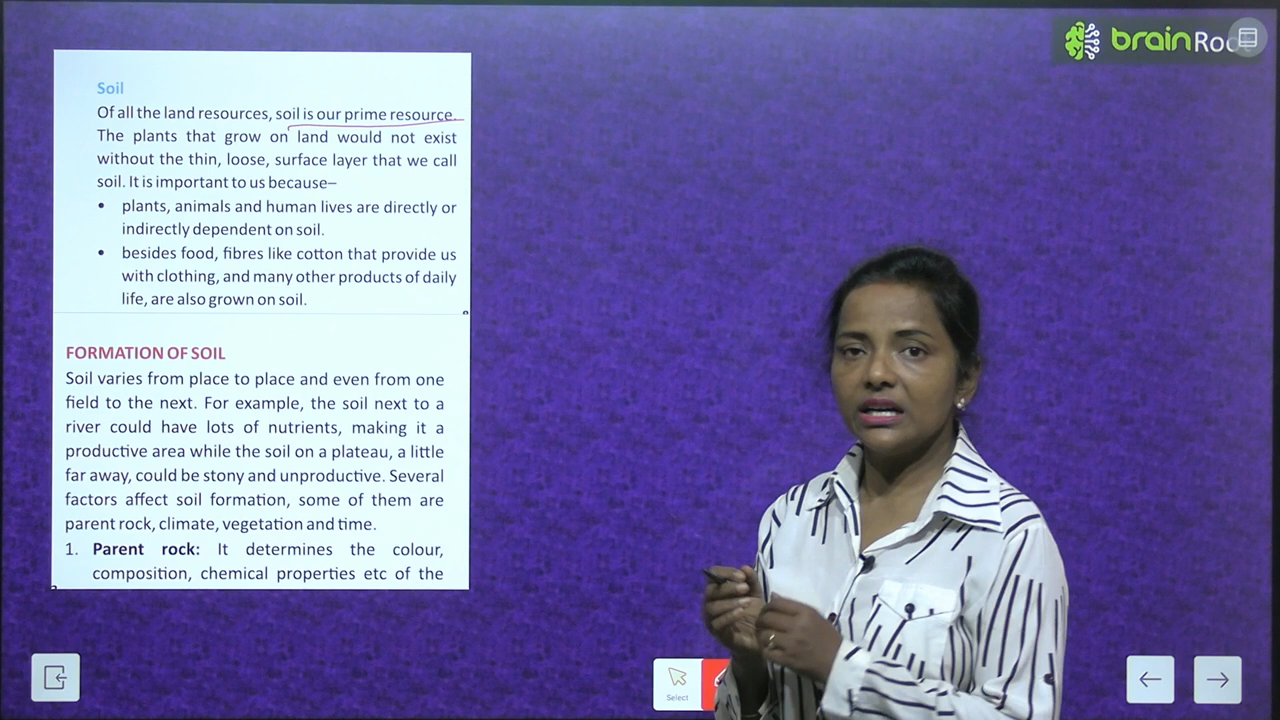 brainRoot
Soil
Of all the land resources, soil is our prime resource.
The plants that grow on land would not exist
without the thin, loose, surface layer that we call
soil. It is important to us because–
• plants, animals and human lives are directly or
indirectly dependent on soil.
• besides food, fibres like cotton that provide us
with clothing, and many other products of daily
life, are also grown on soil.
FORMATION OF SOIL
Soil varies from place to place and even from one
field to the next. For example, the soil next to a
river could have lots of nutrients, making it a
productive area while the soil on a plateau, a little
far away, could be stony and unproductive. Several
factors affect soil formation, some of them are
parent rock, climate, vegetation and time.
1. Parent rock: It determines the colour,
composition, chemical properties etc of the
Select